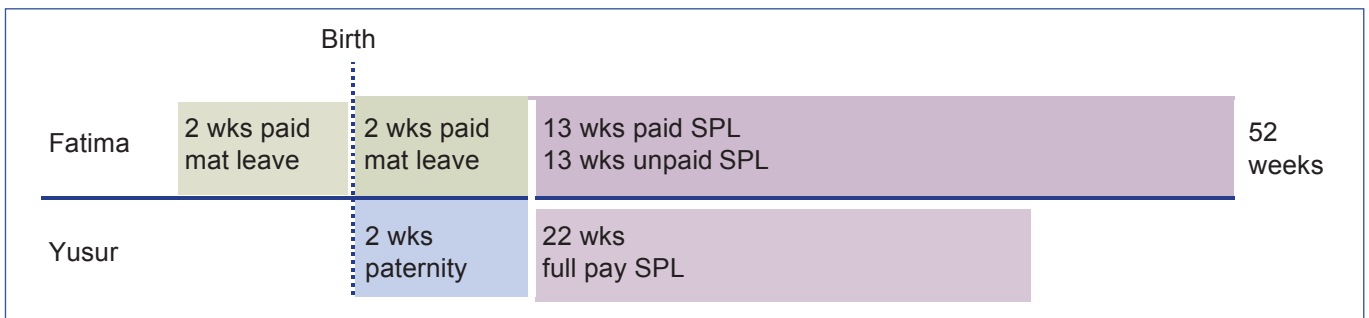 Birth
Fatima
2 wks paid
mat leave
2 wks paid
mat leave
13 wks paid SPL
13 wks unpaid SPL
52
weeks
Yusur
2 wks
paternity
22 wks
full pay SPL